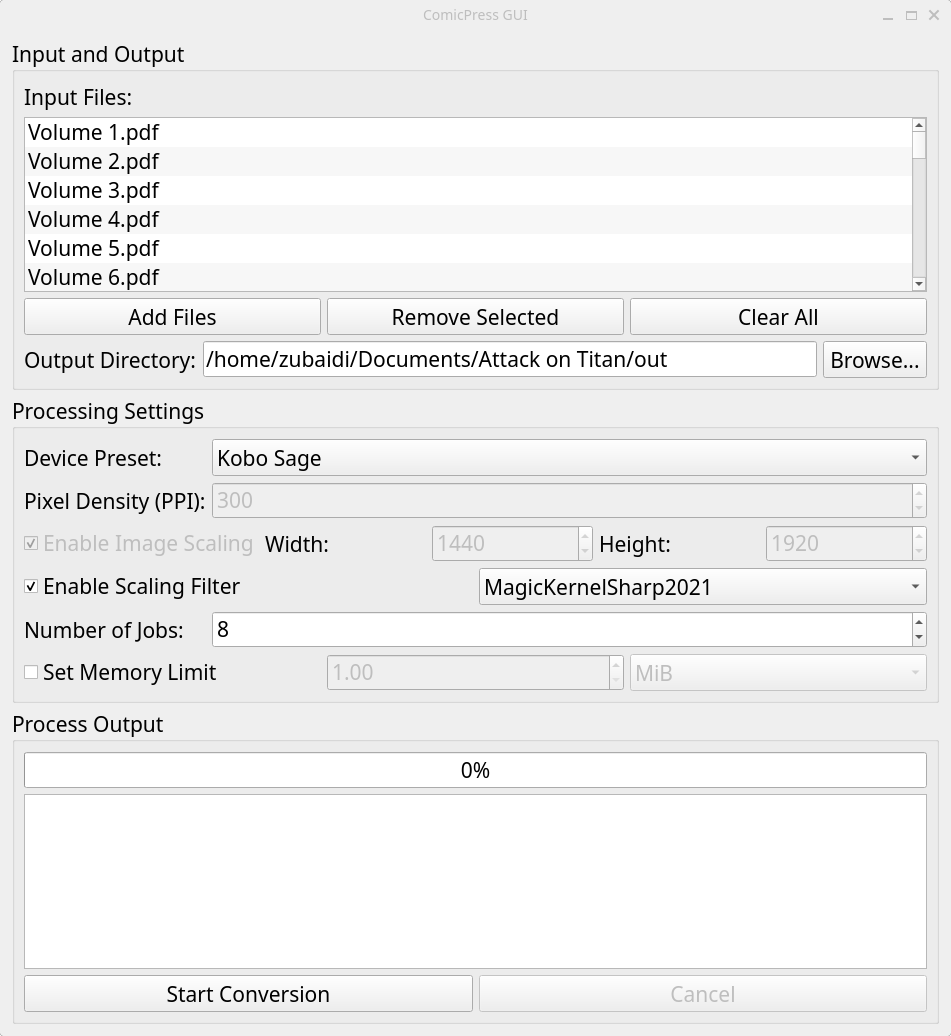 ComicPress GUI
Input and Output
Input Files:
Volume 1.pdf
Volume 2.pdf
Volume 3.pdf
Volume 4.pdf
Volume 5.pdf
Volume 6.pdf
Add Files Remove Selected Clear All
Output Directory: /home/zubaidi/Documents/Attack on Titan/out Browse...
Processing Settings
Device Preset: Kobo Sage
Pixel Density (PPI): 300
Enable Image Scaling Width: 1440 Height: 1920
Enable Scaling Filter MagicKernelSharp2021
Number of Jobs: 8
Set Memory Limit 1.00 MiB
Process Output
0%
Start Conversion Cancel